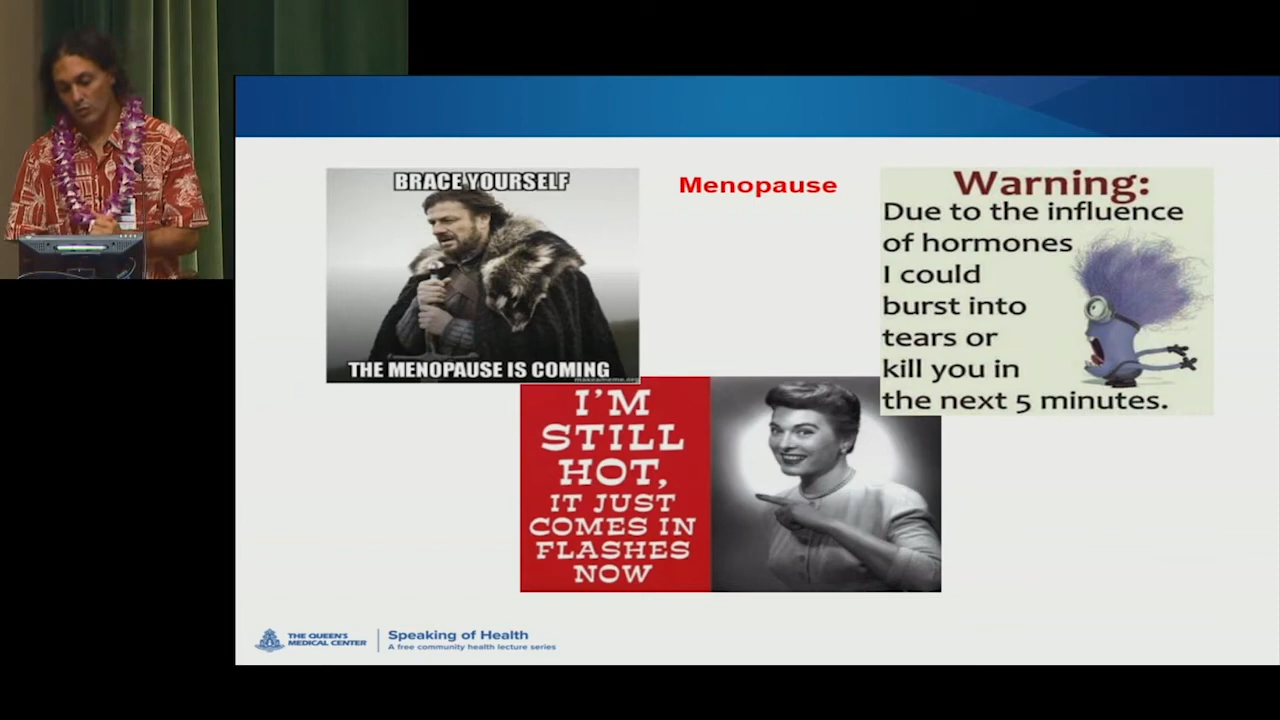 Menopause
BRACE YOURSELF
THE MENOPAUSE IS COMING
makeameme.org
Warning:
Due to the influence
of hormones
I could
burst into
tears or
kill you in
the next 5 minutes.
I'M
STILL
HOT,
IT JUST
COMES IN
FLASHES
NOW
THE QUEEN'S
MEDICAL CENTER
Speaking of Health
A free community health lecture series